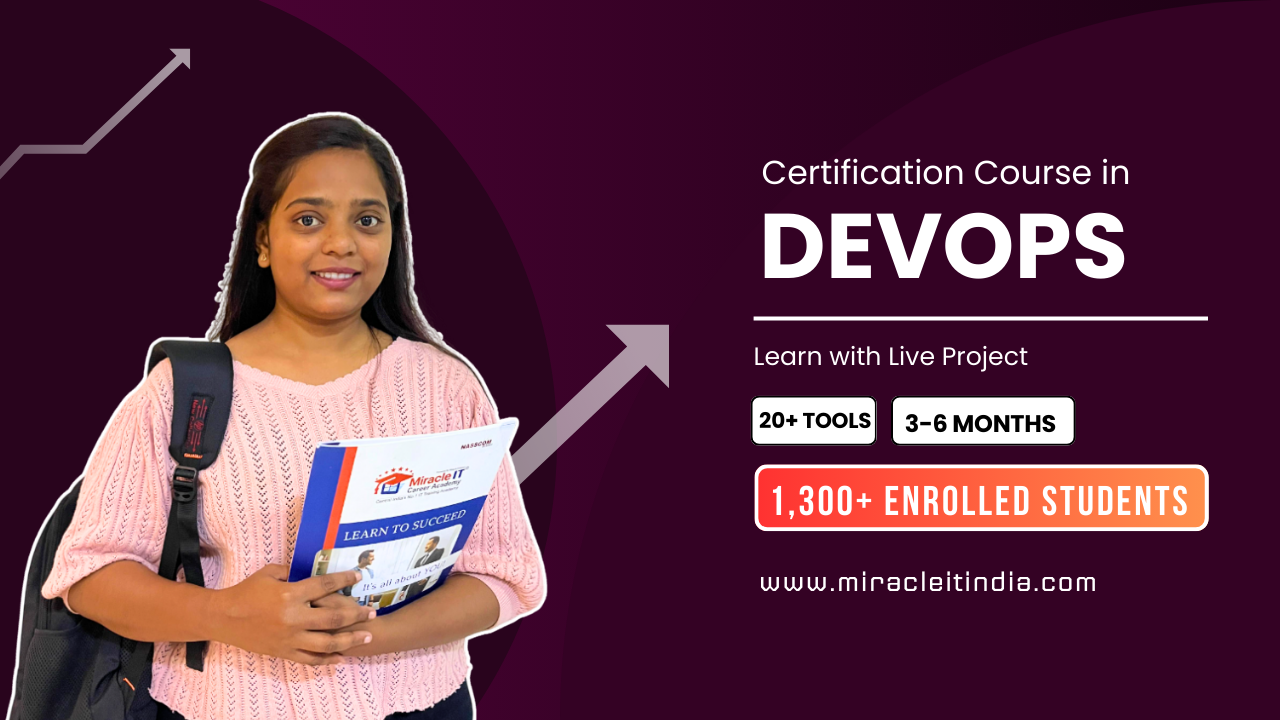 Certification Course in
DEVOPS
Learn with Live Project
20+ TOOLS
3-6 MONTHS
1,300+ ENROLLED STUDENTS
www.miracleitindia.com
NASSCOM
Miracle IT
Career Academy
LEARN TO SUCCEED
It's all about YOU